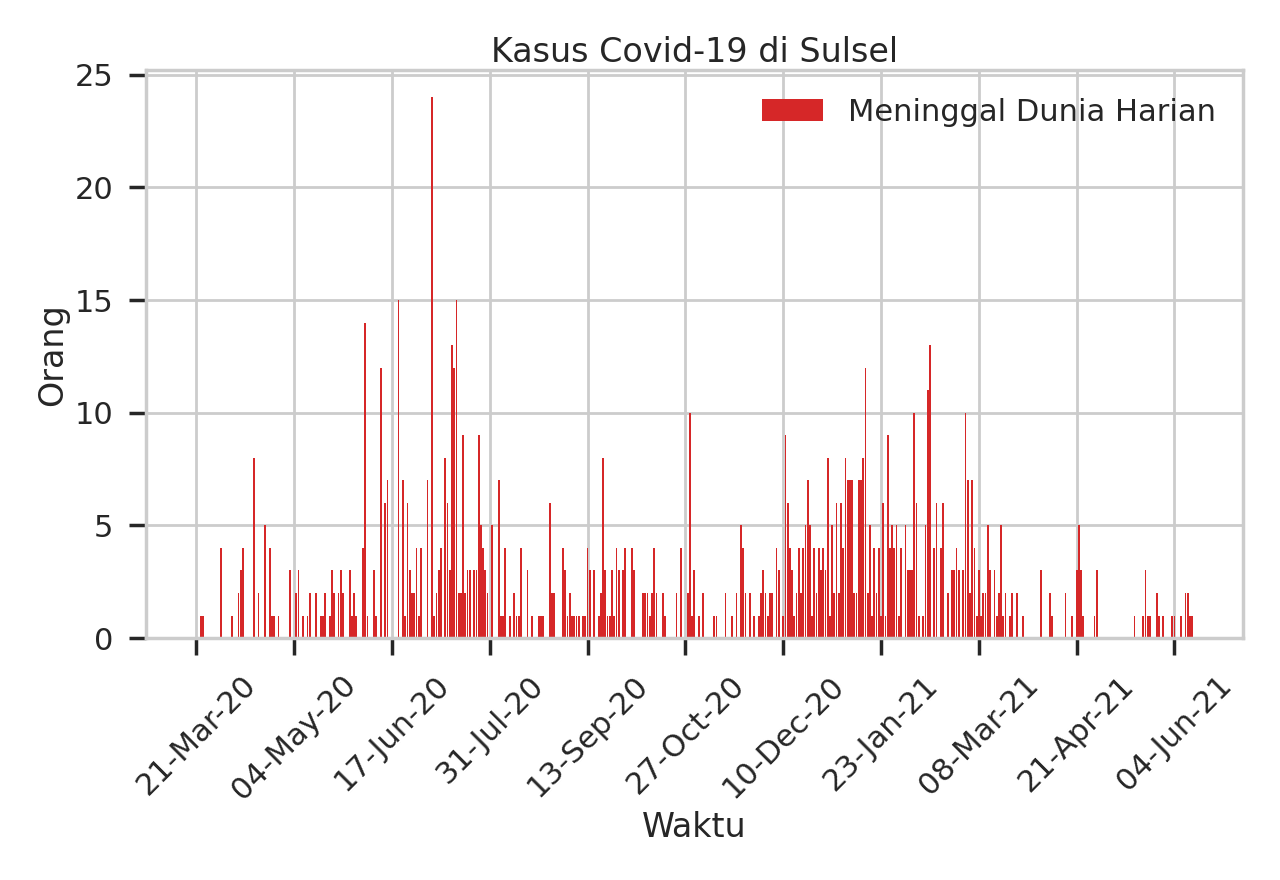 Kasus Covid-19 di Sulsel
Meninggal Dunia Harian
Orang
25
20
15
10
5
0
21-Mar-20
04-May-20
17-Jun-20
31-Jul-20
13-Sep-20
27-Oct-20
10-Dec-20
23-Jan-21
08-Mar-21
21-Apr-21
04-Jun-21
Waktu